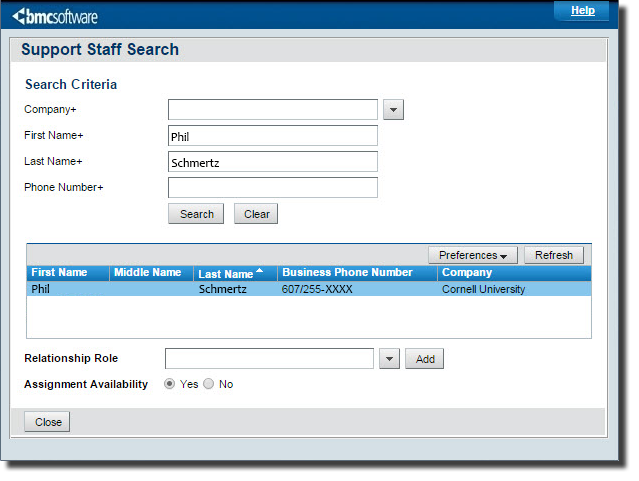 bmcsoftware
Help
Support Staff Search
Search Criteria
Company+
First Name+ Phil
Last Name+ Schmertz
Phone Number+
Search Clear
Preferences Refresh
First Name Middle Name Last Name Business Phone Number Company
Phil Schmertz 607/255-XXXX Cornell University
Relationship Role Add
Assignment Availability Yes No
Close